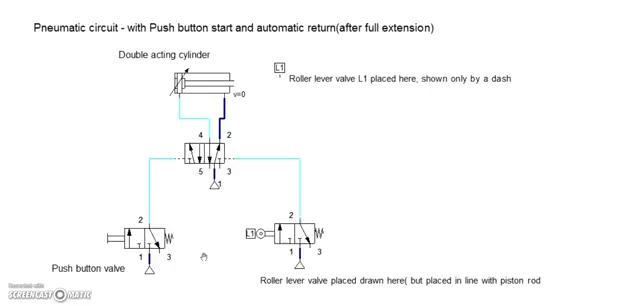 Pneumatic circuit - with Push button start and automatic return(after full extension)
Double acting cylinder
L1
Roller lever valve L1 placed here, shown only by a dash
v=0
4 2
5 3
1
2
2
L1
1 3
1 3
Push button valve
Roller lever valve placed drawn here( but placed in line with piston rod
Recorded with
SCREENCAST-O-MATIC